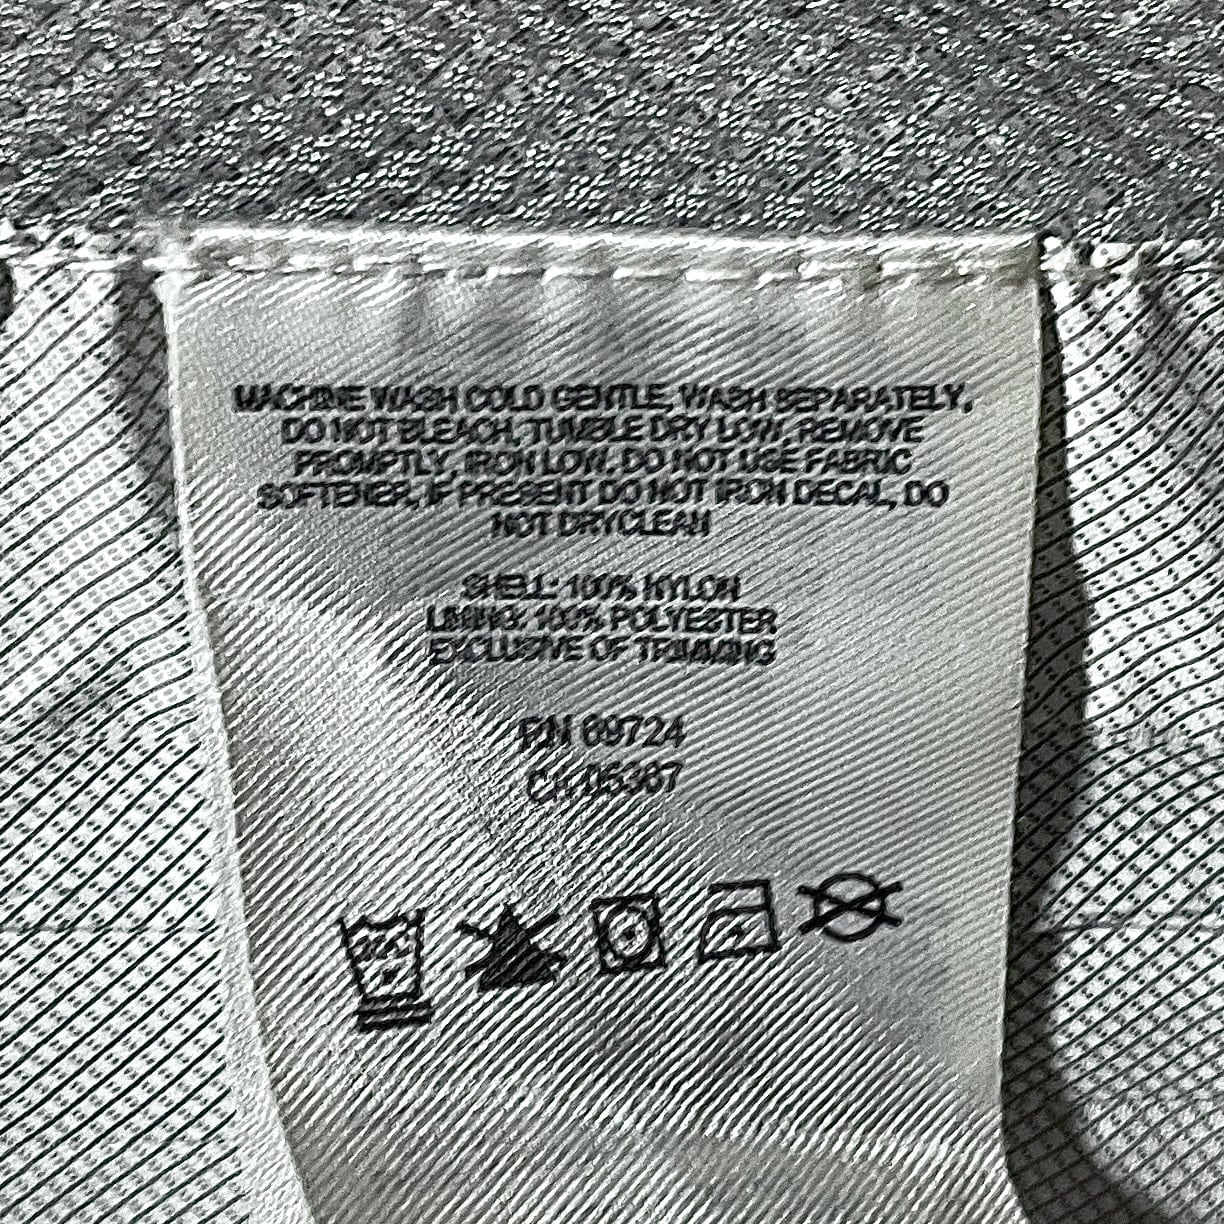 MACHINE WASH COLD GENTLE, WASH SEPARATELY,
DO NOT BLEACH, TUMBLE DRY LOW, REMOVE
PROMPTLY, IRON LOW. DO NOT USE FABRIC
SOFTENER, IF PRESENT DO NOT IRON DECAL, DO
NOT DRYCLEAN
SHELL: 100% NYLON
LINING: 100% POLYESTER
EXCLUSIVE OF TRIMMING
RN 69724
CA 05367